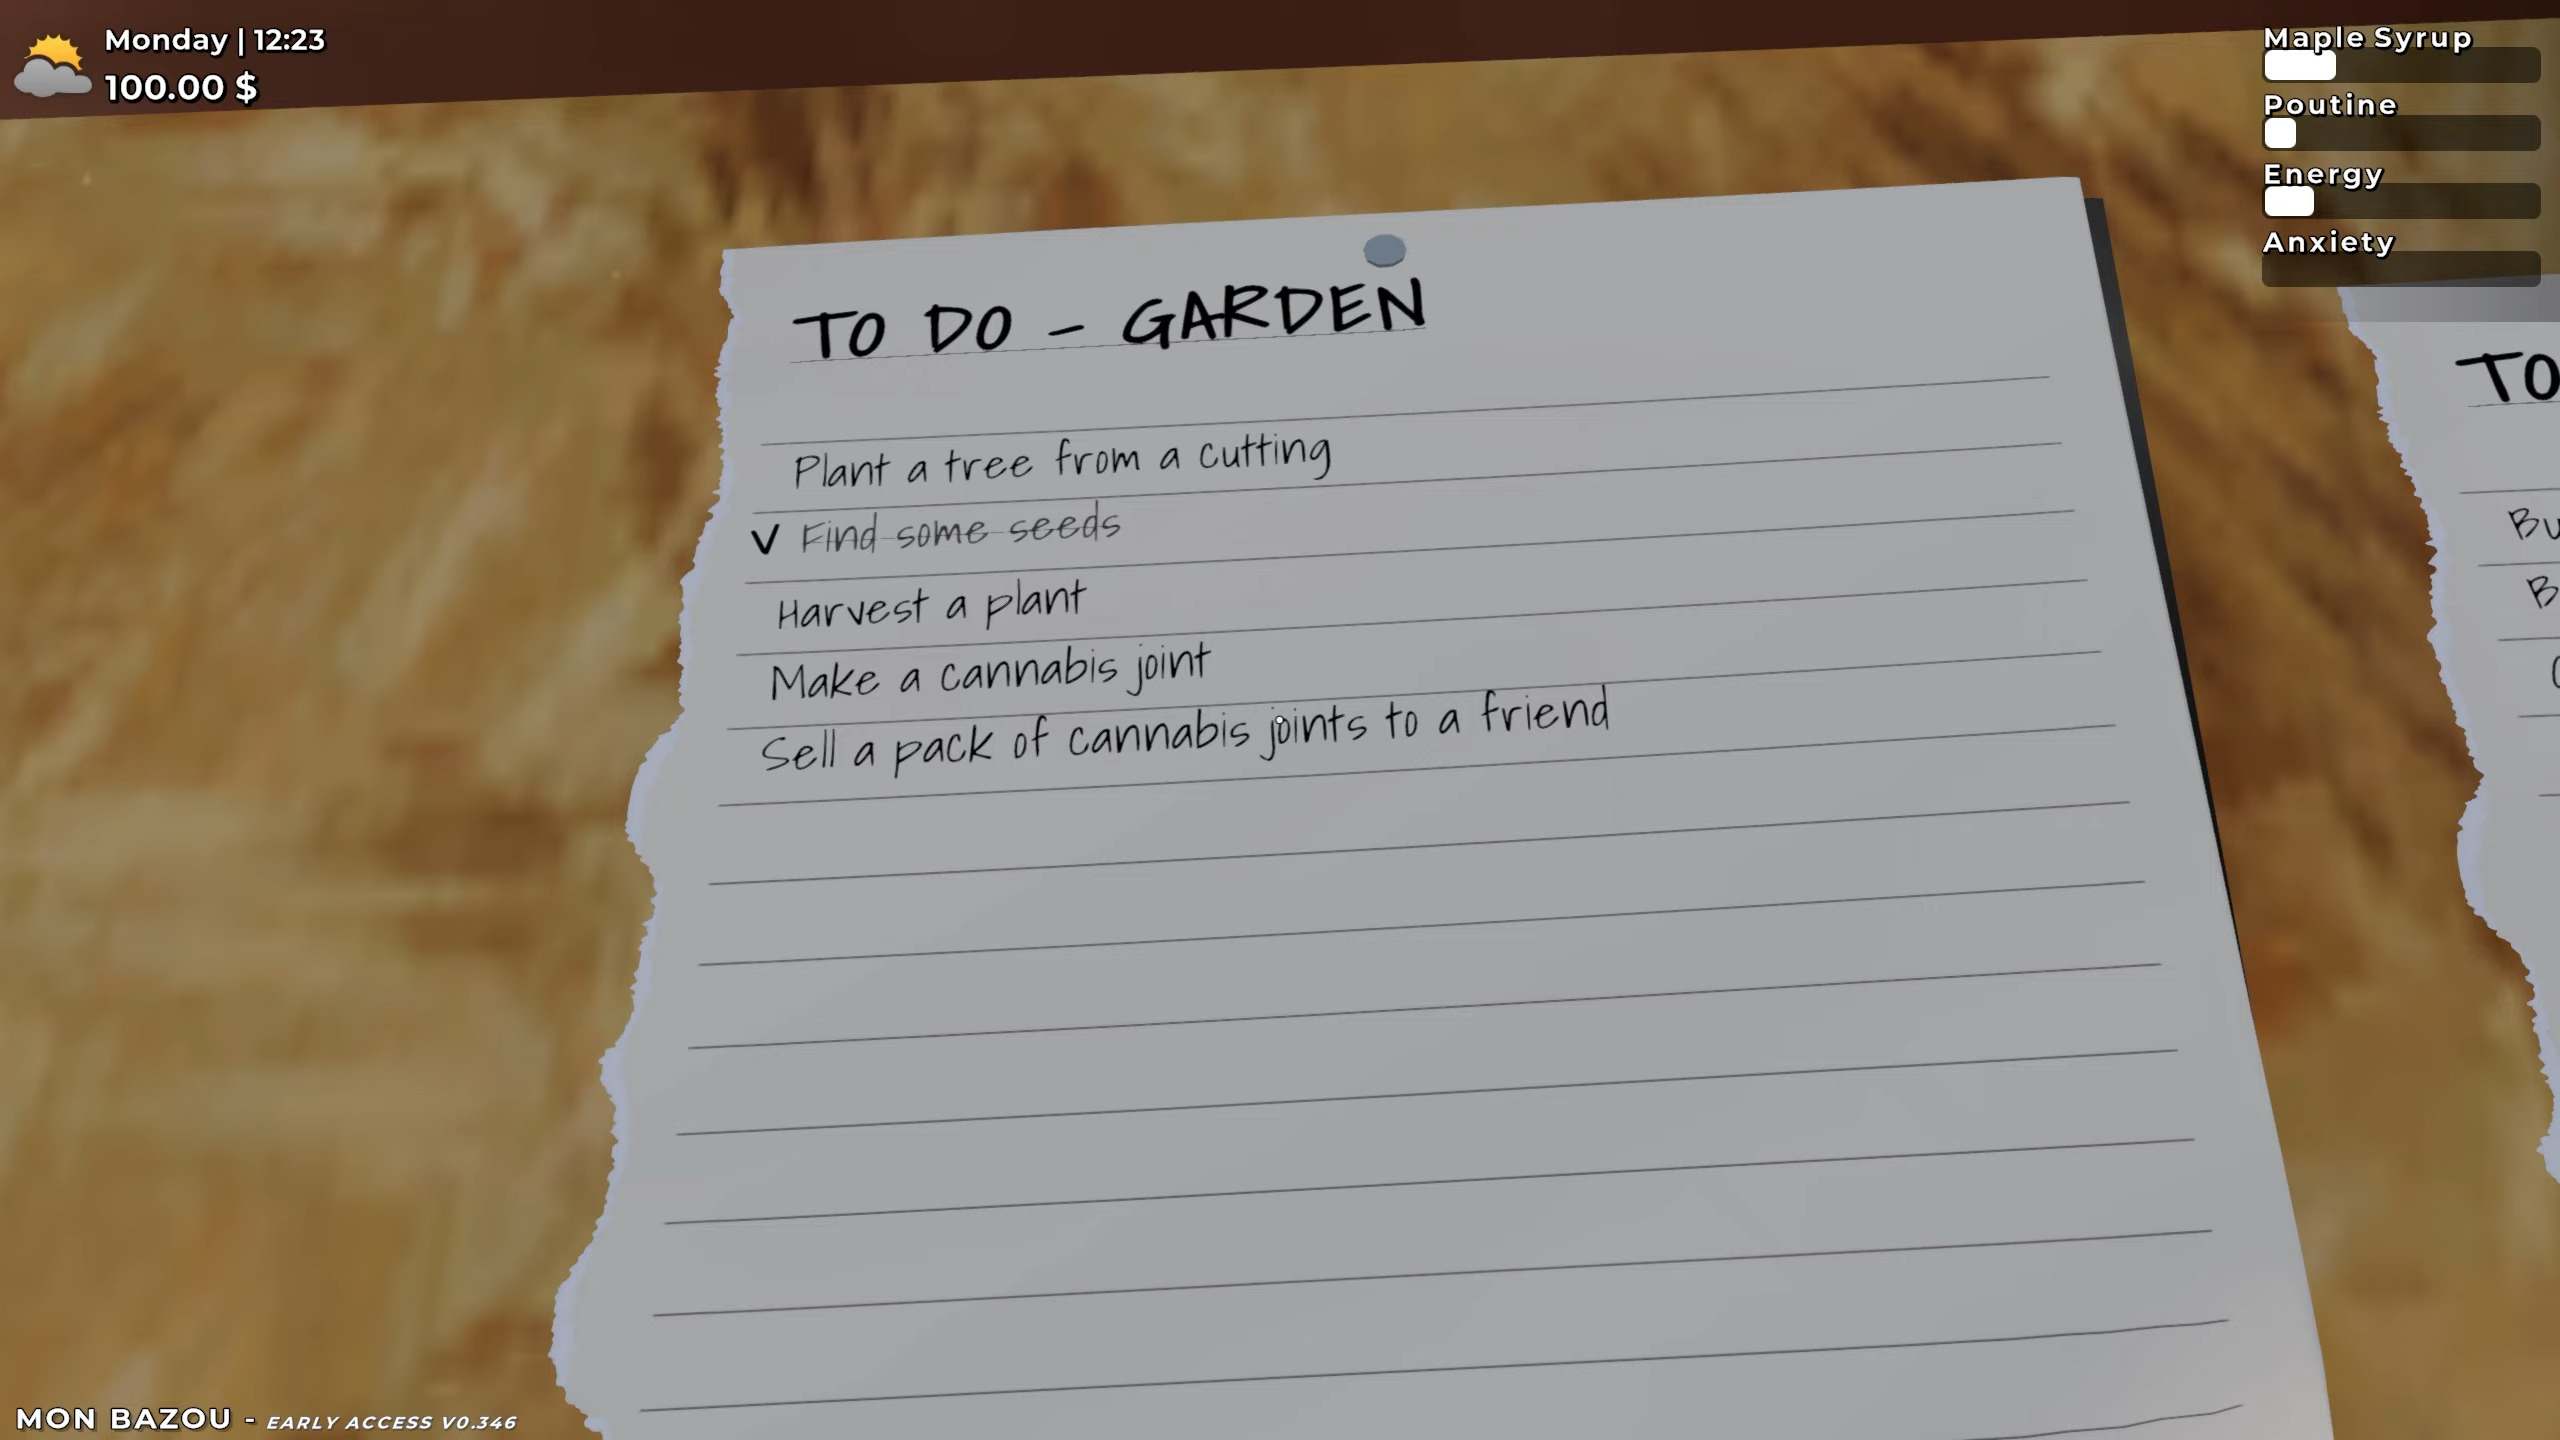 Monday | 12:23
100.00 $
Maple Syrup
Poutine
Energy
Anxiety
TO DO - GARDEN
Plant a tree from a cutting
V Find some seeds
Harvest a plant
Make a cannabis joint
Sell a pack of cannabis joints to a friend
TO
Bu
B
MON BAZOU - EARLY ACCESS V0.346